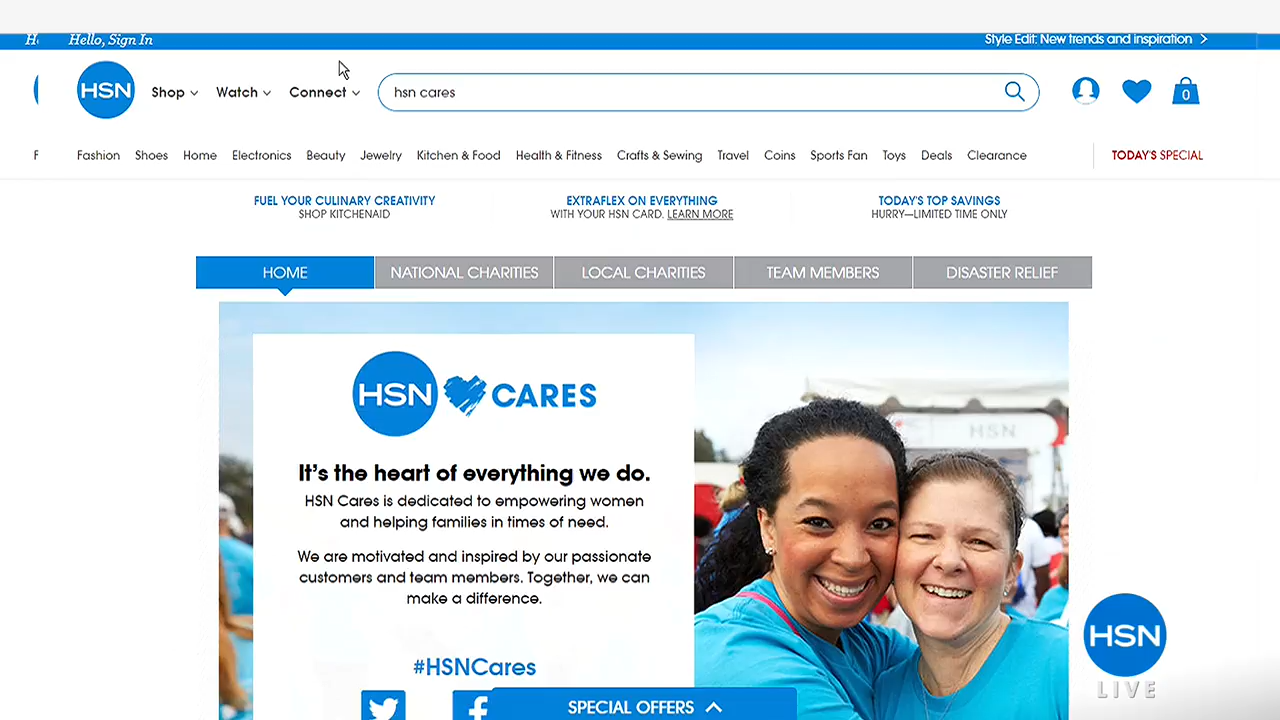 Hello, Sign In
Style Edit: New trends and inspiration
HSN
Shop
Watch
Connect
hsn cares
0
F
Fashion
Shoes
Home
Electronics
Beauty
Jewelry
Kitchen & Food
Health & Fitness
Crafts & Sewing
Travel
Coins
Sports Fan
Toys
Deals
Clearance
TODAY'S SPECIAL
FUEL YOUR CULINARY CREATIVITY
SHOP KITCHENAID
EXTRAFLEX ON EVERYTHING
WITH YOUR HSN CARD. LEARN MORE
TODAY'S TOP SAVINGS
HURRY—LIMITED TIME ONLY
HOME
NATIONAL CHARITIES
LOCAL CHARITIES
TEAM MEMBERS
DISASTER RELIEF
HSN CARES
It's the heart of everything we do.
HSN Cares is dedicated to empowering women
and helping families in times of need.
We are motivated and inspired by our passionate
customers and team members. Together, we can
make a difference.
#HSNCares
HSN
SPECIAL OFFERS
HSN
LIVE